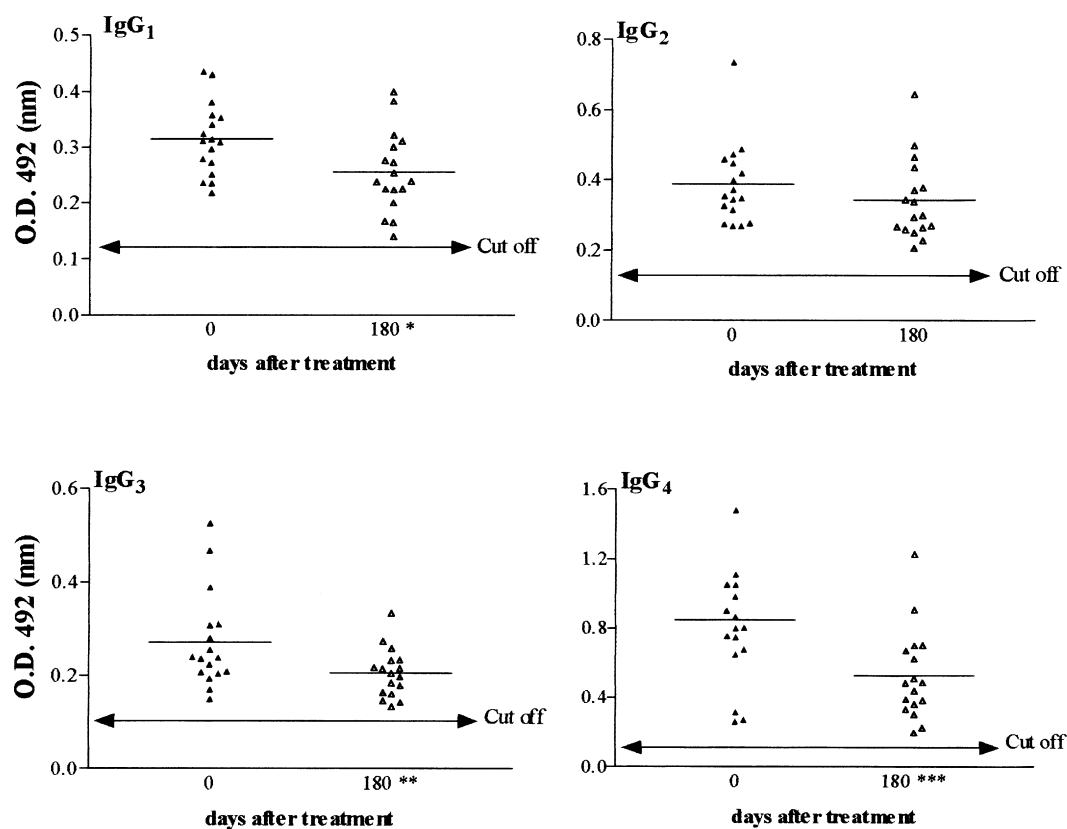 IgG1
0.5
0.4
0.3
0.2
0.1
0.0
O.D. 492 (nm)
Cut off
0
180 *
days after treatment
IgG2
0.8
0.6
0.4
0.2
0.0
Cut off
0
180
days after treatment
IgG3
0.6
0.4
0.2
0.0
O.D. 492 (nm)
Cut off
0
180 **
days after treatment
IgG4
1.6
1.2
0.8
0.4
0.0
Cut off
0
180 ***
days after treatment